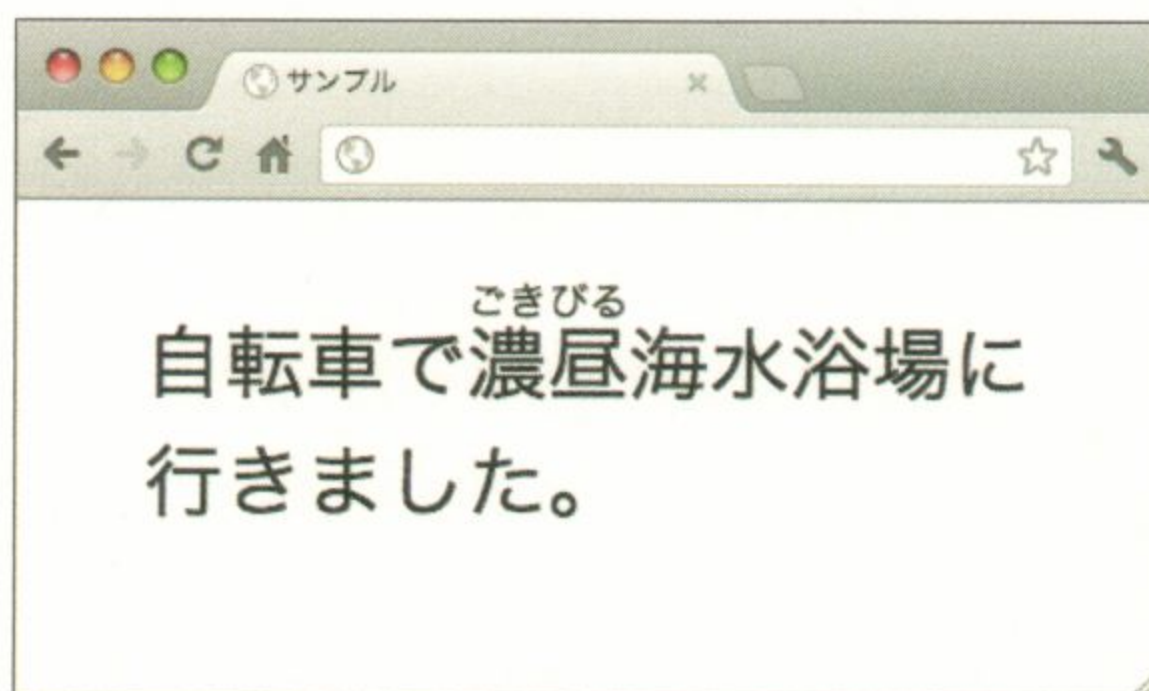 サンプル
ごきびる
自転車で濃昼海水浴場に
行きました。